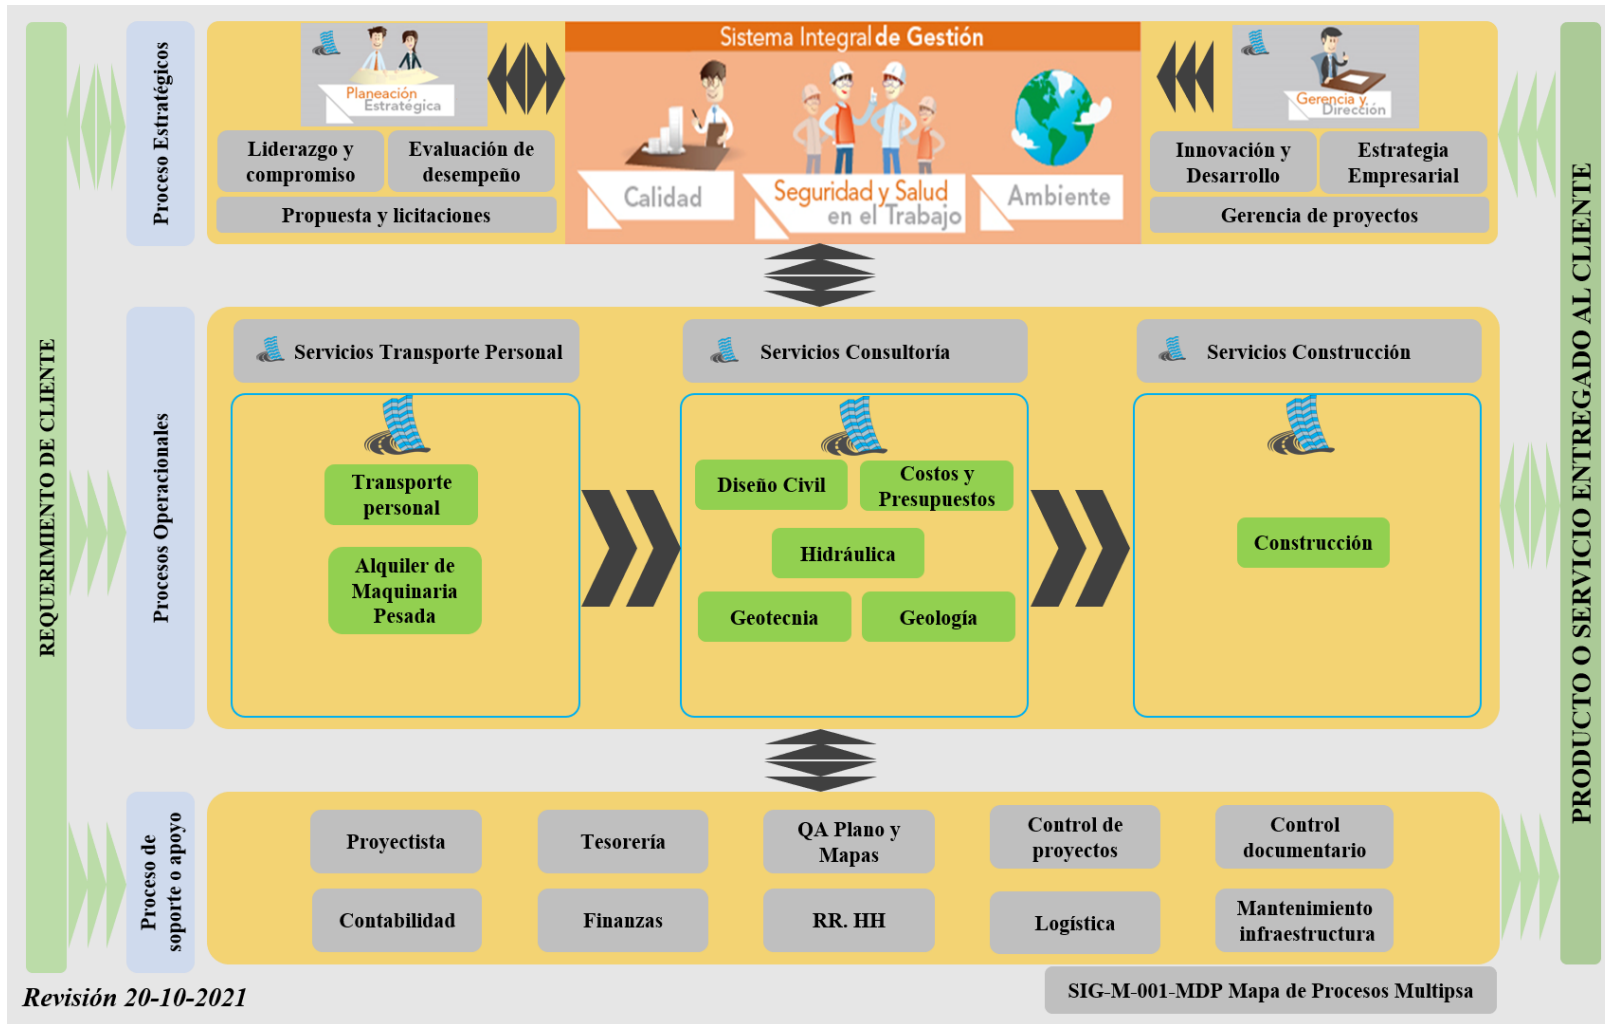 REQUERIMIENTO DE CLIENTE
Proceso Estratégicos
Planeación
Estratégica
Liderazgo y
compromiso
Evaluación de
desempeño
Propuesta y licitaciones
Sistema Integral de Gestión
Calidad
Seguridad y Salud
en el Trabajo
Ambiente
Gerencia y
Dirección
Innovación y
Desarrollo
Estrategia
Empresarial
Gerencia de proyectos
PRODUCTO O SERVICIO ENTREGADO AL CLIENTE
Procesos Operacionales
Servicios Transporte Personal
Transporte
personal
Alquiler de
Maquinaria
Pesada
Servicios Consultoría
Diseño Civil
Costos y
Presupuestos
Hidráulica
Geotecnia
Geología
Servicios Construcción
Construcción
Proceso de
soporte o apoyo
Proyectista
Tesorería
QA Plano y
Mapas
Control de
proyectos
Control
documentario
Contabilidad
Finanzas
RR. HH
Logística
Mantenimiento
infraestructura
Revisión 20-10-2021
SIG-M-001-MDP Mapa de Procesos Multipsa